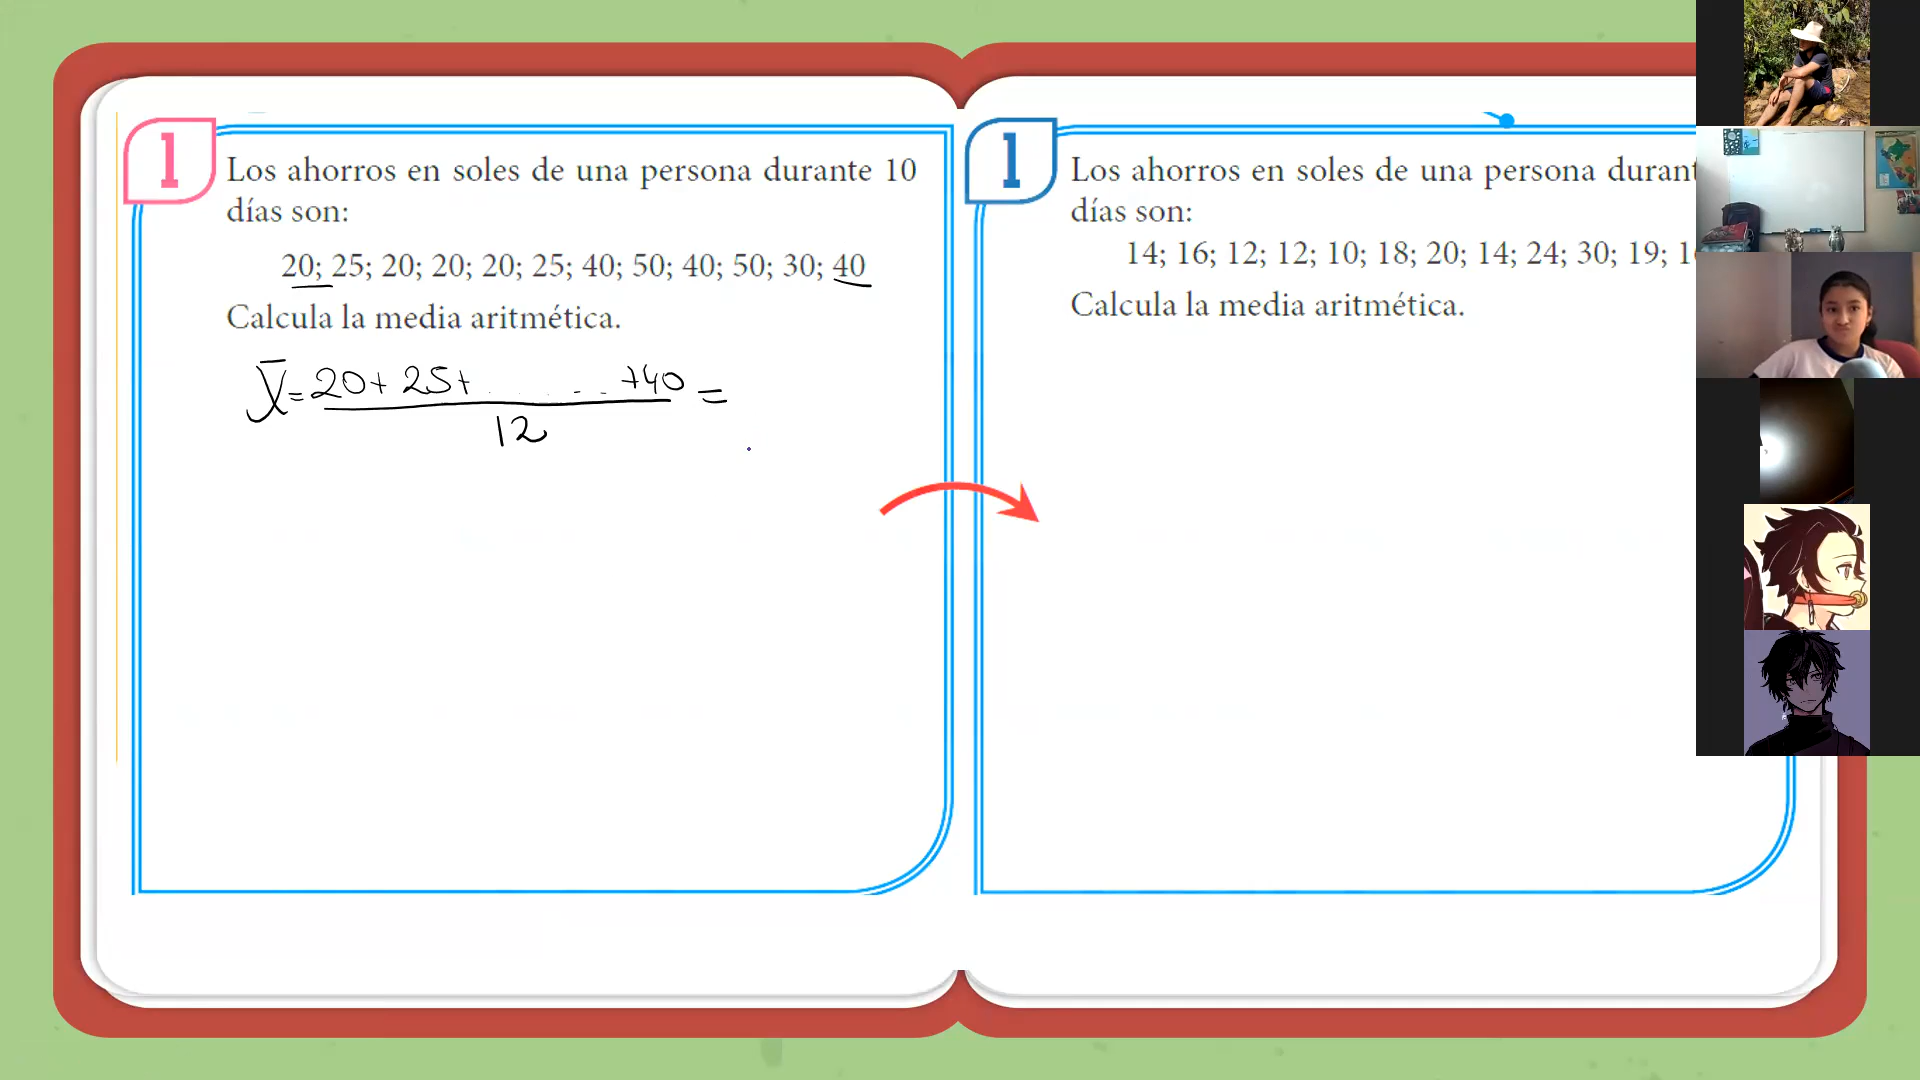 1
Los ahorros en soles de una persona durante 10
días son:
20; 25; 20; 20; 20; 25; 40; 50; 40; 50; 30; 40
Calcula la media aritmética.
X̄ = 20 + 25 + . . . . . . + 40 =
12
1
Los ahorros en soles de una persona
días son:
14; 16; 12; 12; 10; 18; 20; 14; 24; 30; 19;
Calcula la media aritmética.